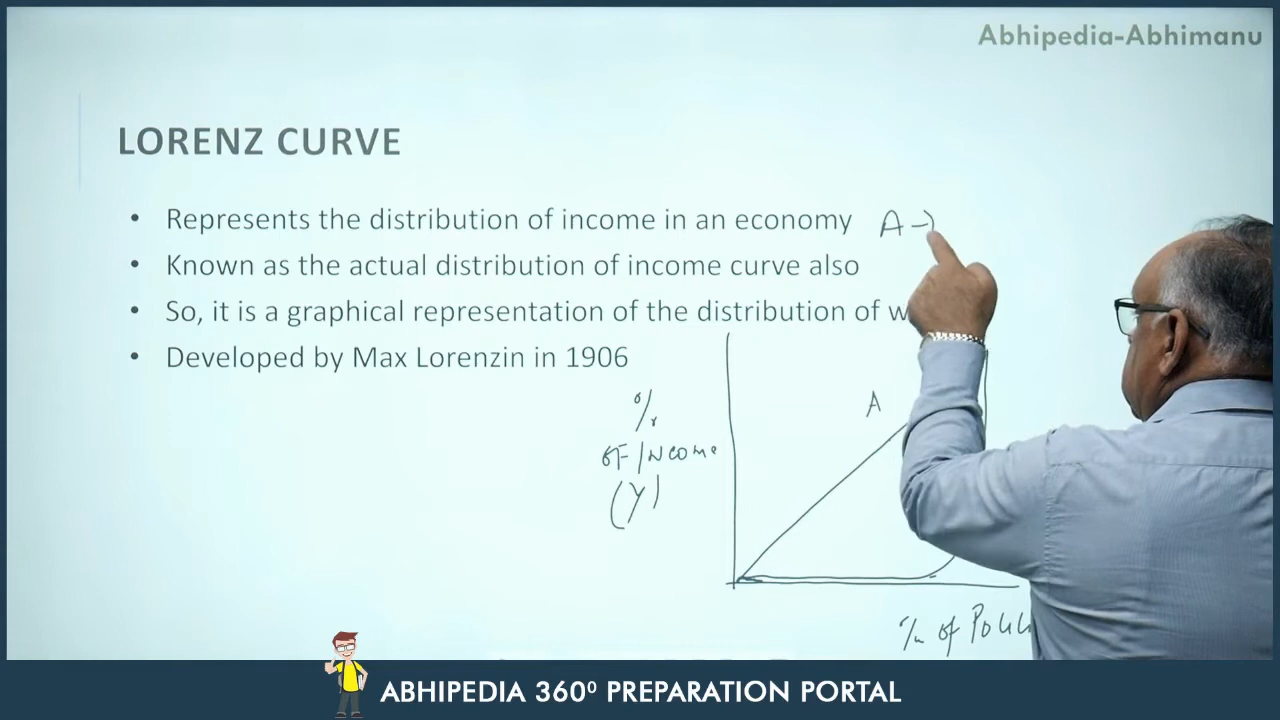 Abhipedia-Abhimanu
LORENZ CURVE
• Represents the distribution of income in an economy A →
• Known as the actual distribution of income curve also
• So, it is a graphical representation of the distribution of w
• Developed by Max Lorenzin in 1906
A
%
OF INCOME
(Y)
% of
ABHIPEDIA 360⁰ PREPARATION PORTAL